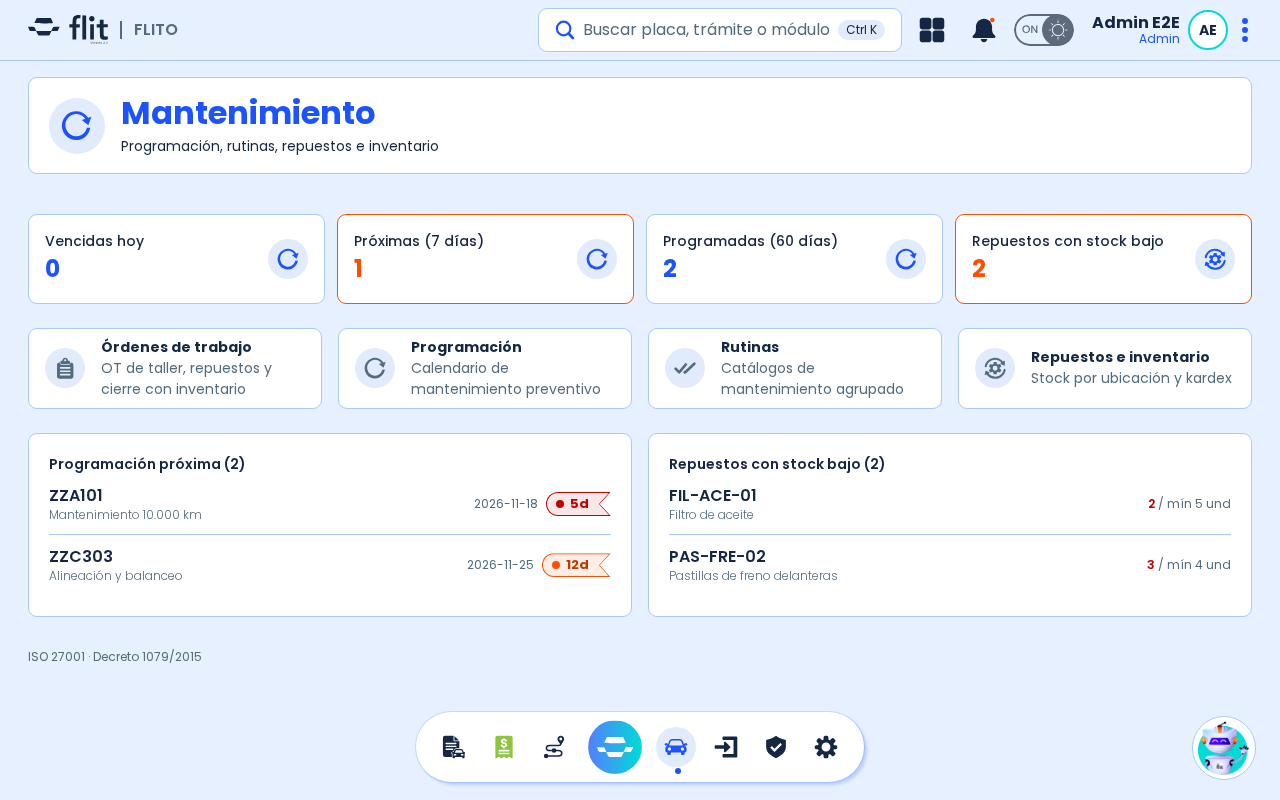 flit
FLITO
Buscar placa, trámite o módulo
Ctrl K
ON
Admin E2E
Admin
AE
Mantenimiento
Programación, rutinas, repuestos e inventario
Vencidas hoy
0
Próximas (7 días)
1
Programadas (60 días)
2
Repuestos con stock bajo
2
Órdenes de trabajo
OT de taller, repuestos y
cierre con inventario
Programación
Calendario de
mantenimiento preventivo
Rutinas
Catálogos de
mantenimiento agrupado
Repuestos e inventario
Stock por ubicación y kardex
Programación próxima (2)
ZZA101
Mantenimiento 10.000 km
2026-11-18
5d
ZZC303
Alineación y balanceo
2026-11-25
12d
Repuestos con stock bajo (2)
FIL-ACE-01
Filtro de aceite
2 / mín 5 und
PAS-FRE-02
Pastillas de freno delanteras
3 / mín 4 und
ISO 27001 · Decreto 1079/2015